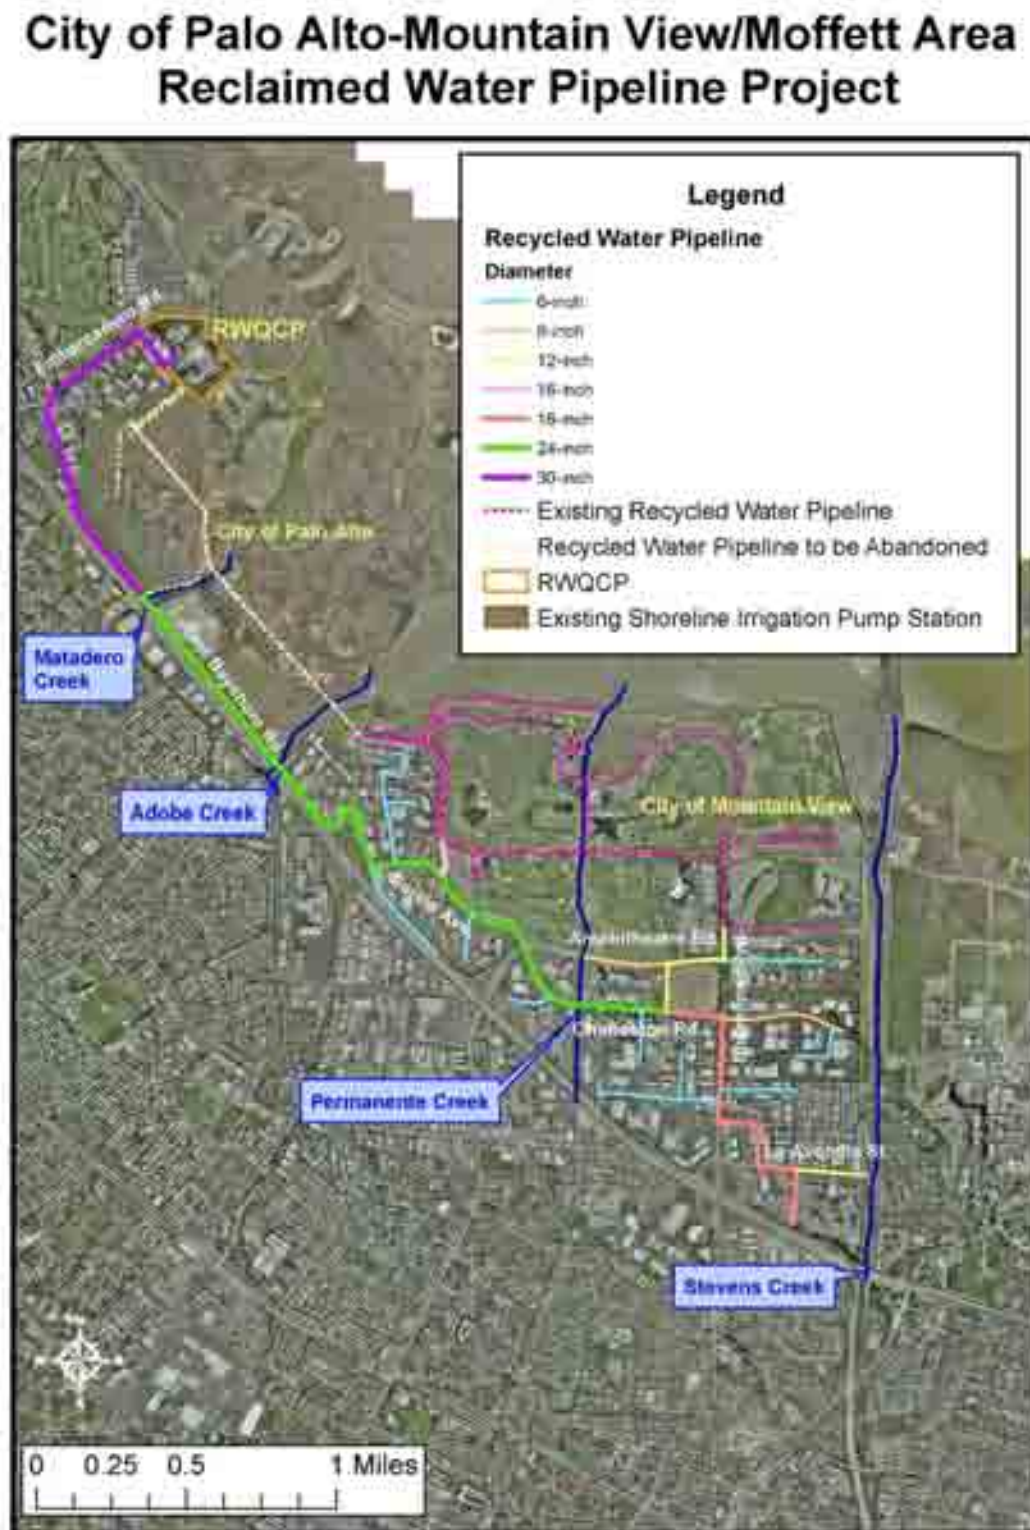 City of Palo Alto-Mountain View/Moffett Area
Reclaimed Water Pipeline Project
Legend
Recycled Water Pipeline
Diameter
6-inch
8-inch
12-inch
16-inch
18-inch
24-inch
30-inch
Existing Recycled Water Pipeline
Recycled Water Pipeline to be Abandoned
RWQCP
Existing Shoreline Irrigation Pump Station
RWQCP
City of Palo Alto
Matadero
Creek
Adobe Creek
City of Mountain View
Amphitheatre
Charleston Rd
Permanente Creek
Stevens Creek
0 0.25 0.5 1 Miles